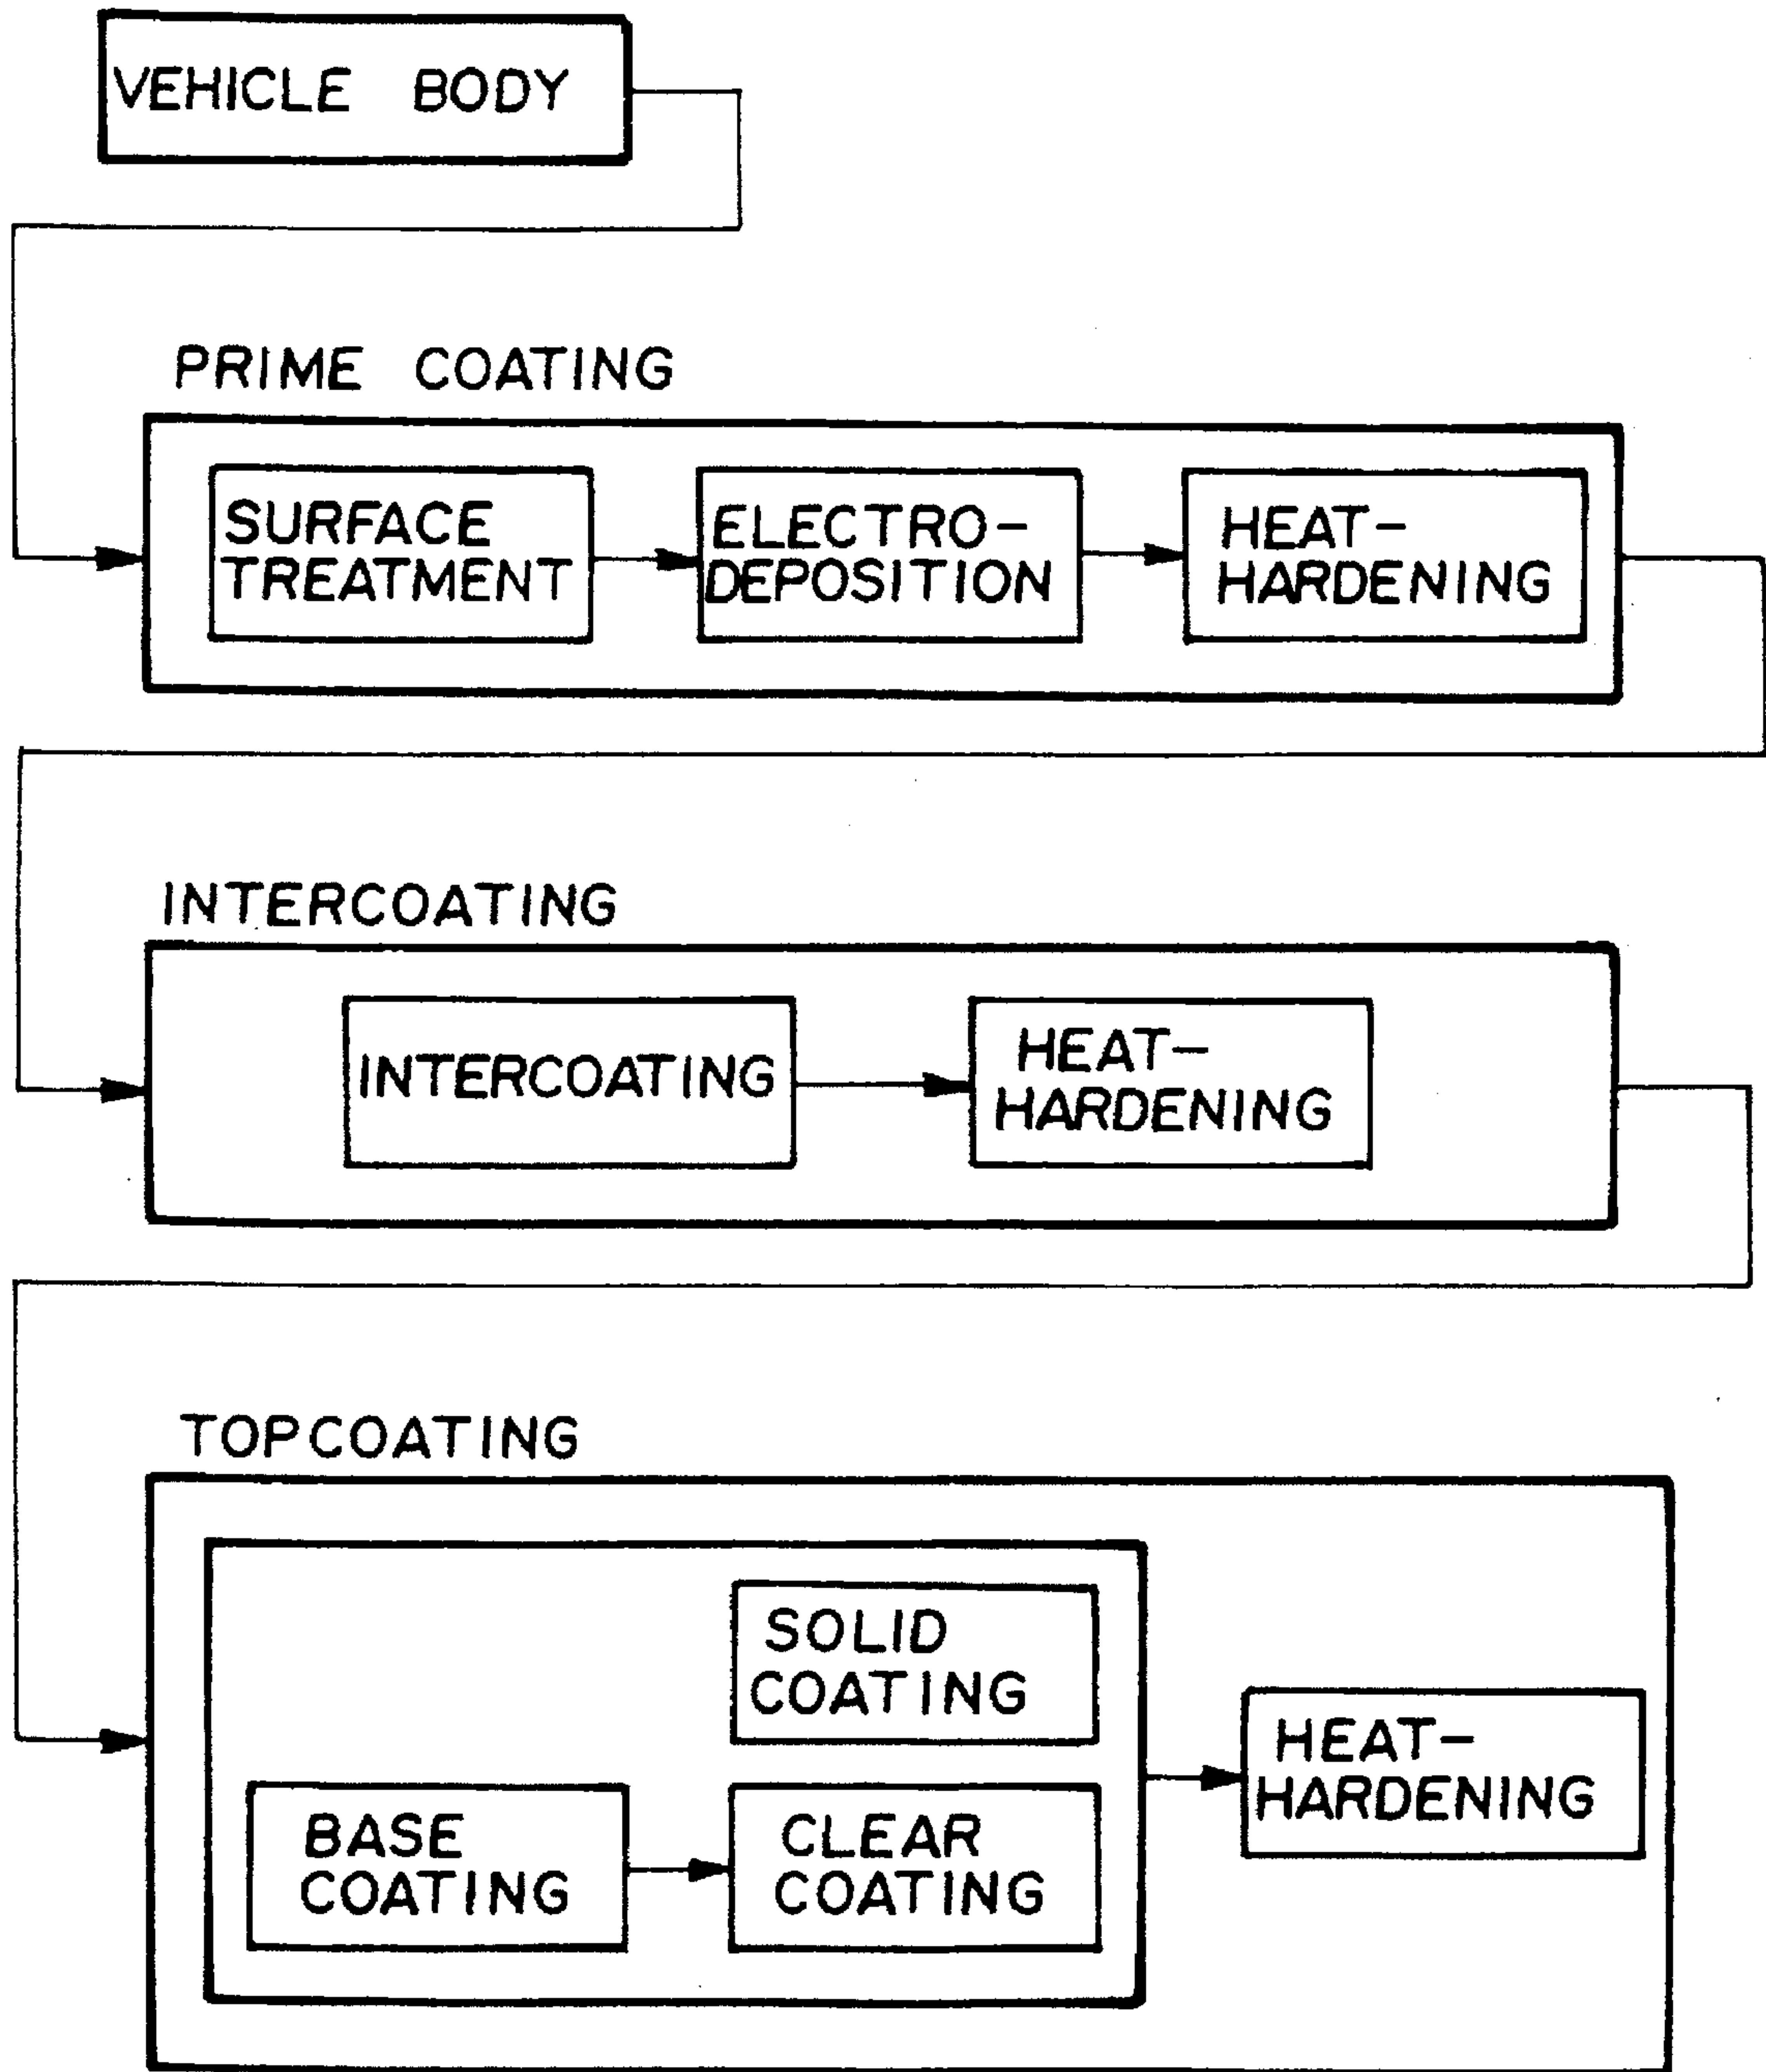 VEHICLE BODY
PRIME COATING
SURFACE
TREATMENT
ELECTRO-
DEPOSITION
HEAT-
HARDENING
INTERCOATING
INTERCOATING
HEAT-
HARDENING
TOPCOATING
SOLID
COATING
BASE
COATING
CLEAR
COATING
HEAT-
HARDENING